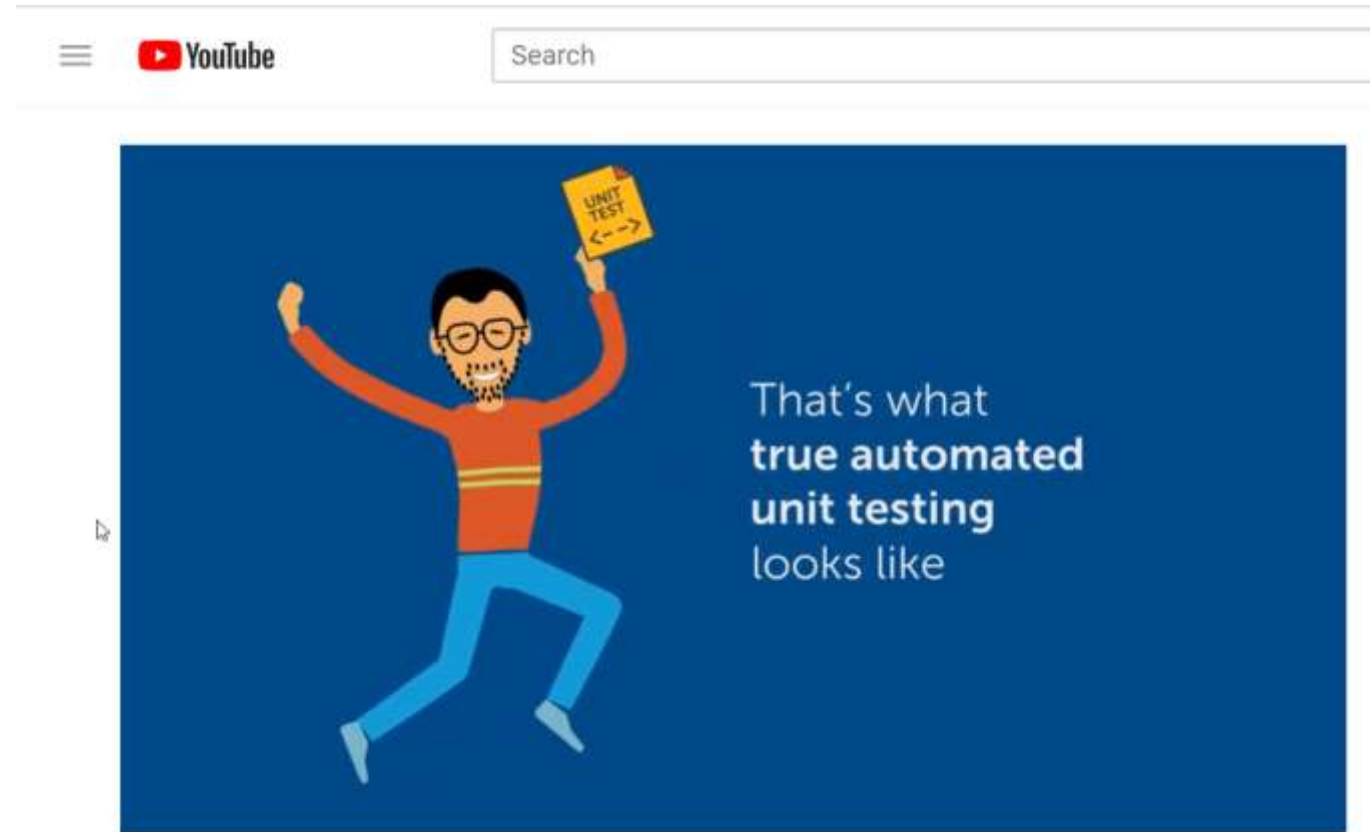 YouTube
Search
UNIT
TEST
<-->
That's what
true automated
unit testing
looks like